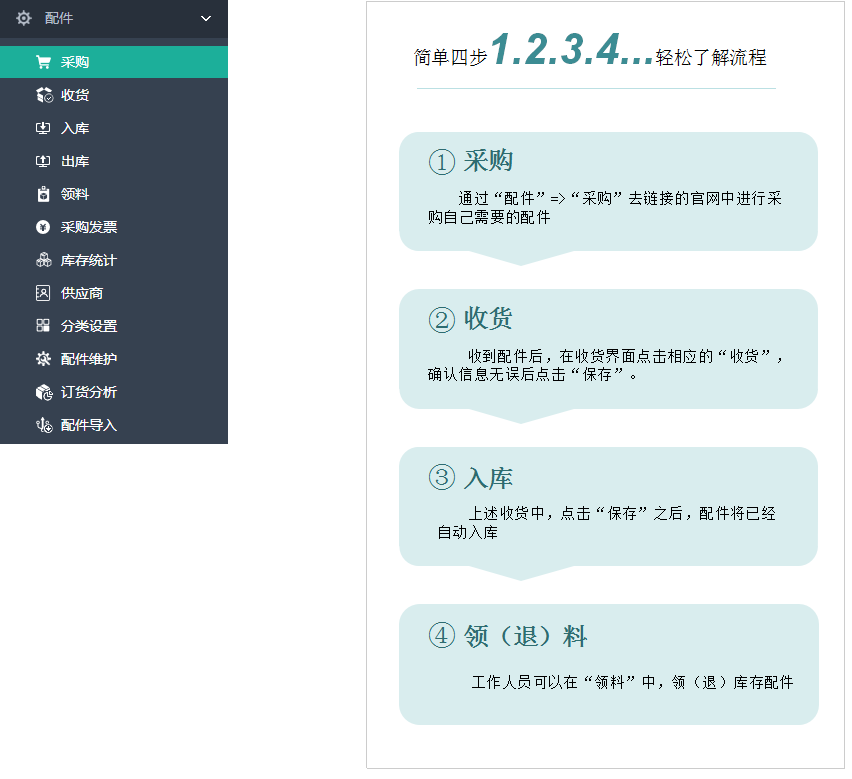 配件
采购
收货
入库
出库
领料
采购发票
库存统计
供应商
分类设置
配件维护
订货分析
配件导入
简单四步1.2.3.4...轻松了解流程
① 采购
通过“配件”=>“采购”去链接的官网中进行采
购自己需要的配件
② 收货
收到配件后，在收货界面点击相应的“收货”，
确认信息无误后点击“保存”。
③ 入库
上述收货中，点击“保存”之后，配件将已经
自动入库
④ 领（退）料
工作人员可以在“领料”中，领（退）库存配件